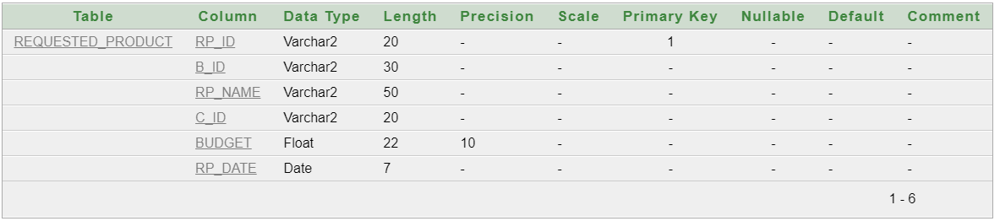 Table Column Data Type Length Precision Scale Primary Key Nullable Default Comment
REQUESTED_PRODUCT RP_ID Varchar2 20 - - 1 - - -
B_ID Varchar2 30 - - - - - -
RP_NAME Varchar2 50 - - - - - -
C_ID Varchar2 20 - - - - - -
BUDGET Float 22 10 - - - - -
RP_DATE Date 7 - - - - - -
1 - 6